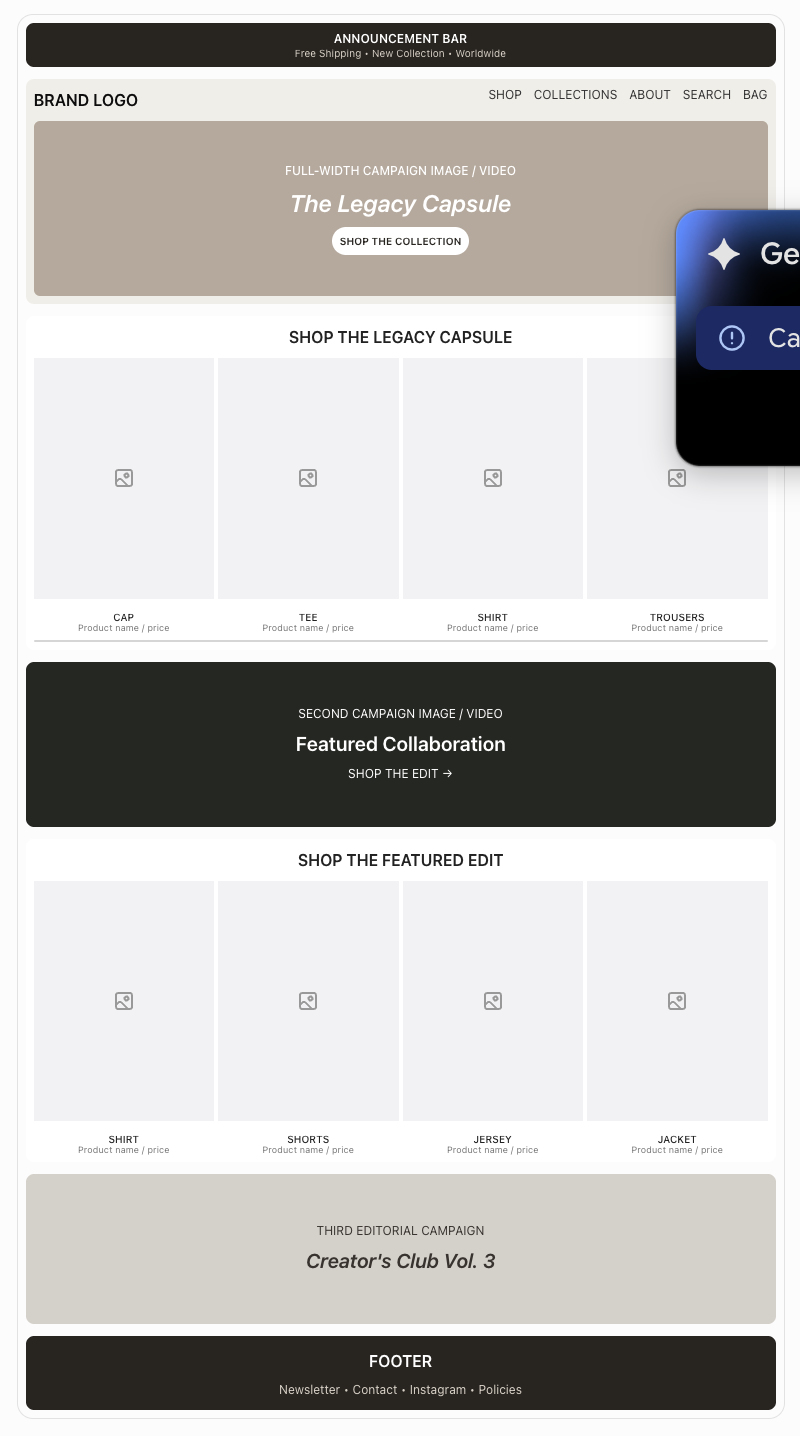 ANNOUNCEMENT BAR
Free Shipping • New Collection • Worldwide
BRAND LOGO
SHOP COLLECTIONS ABOUT SEARCH BAG
FULL-WIDTH CAMPAIGN IMAGE / VIDEO
The Legacy Capsule
SHOP THE COLLECTION
SHOP THE LEGACY CAPSULE
CAP TEE SHIRT TROUSERS
Product name / price Product name / price Product name / price Product name / price
SECOND CAMPAIGN IMAGE / VIDEO
Featured Collaboration
SHOP THE EDIT →
SHOP THE FEATURED EDIT
SHIRT SHORTS JERSEY JACKET
Product name / price Product name / price Product name / price Product name / price
THIRD EDITORIAL CAMPAIGN
Creator's Club Vol. 3
FOOTER
Newsletter • Contact • Instagram • Policies